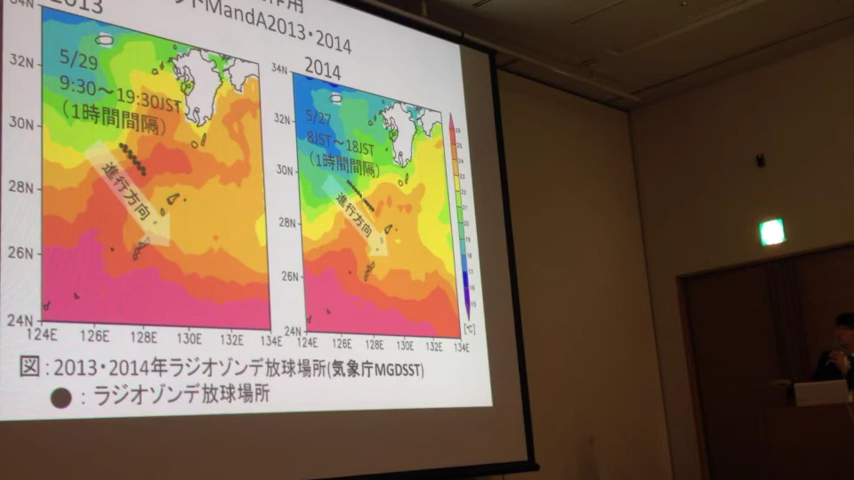 作用
MandA2013・2014
2013
34N
32N
30N
28N
26N
24N
124E 126E 128E 130E 132E 134E
5/29
9:30～19:30JST
（1時間間隔）
進行方向
2014
34N
32N
30N
28N
26N
24N
124E 126E 128E 130E 132E 134E
5/27
8JST～18JST
（1時間間隔）
進行方向
[℃]
図：2013・2014年ラジオゾンデ放球場所(気象庁MGDSST)
●：ラジオゾンデ放球場所